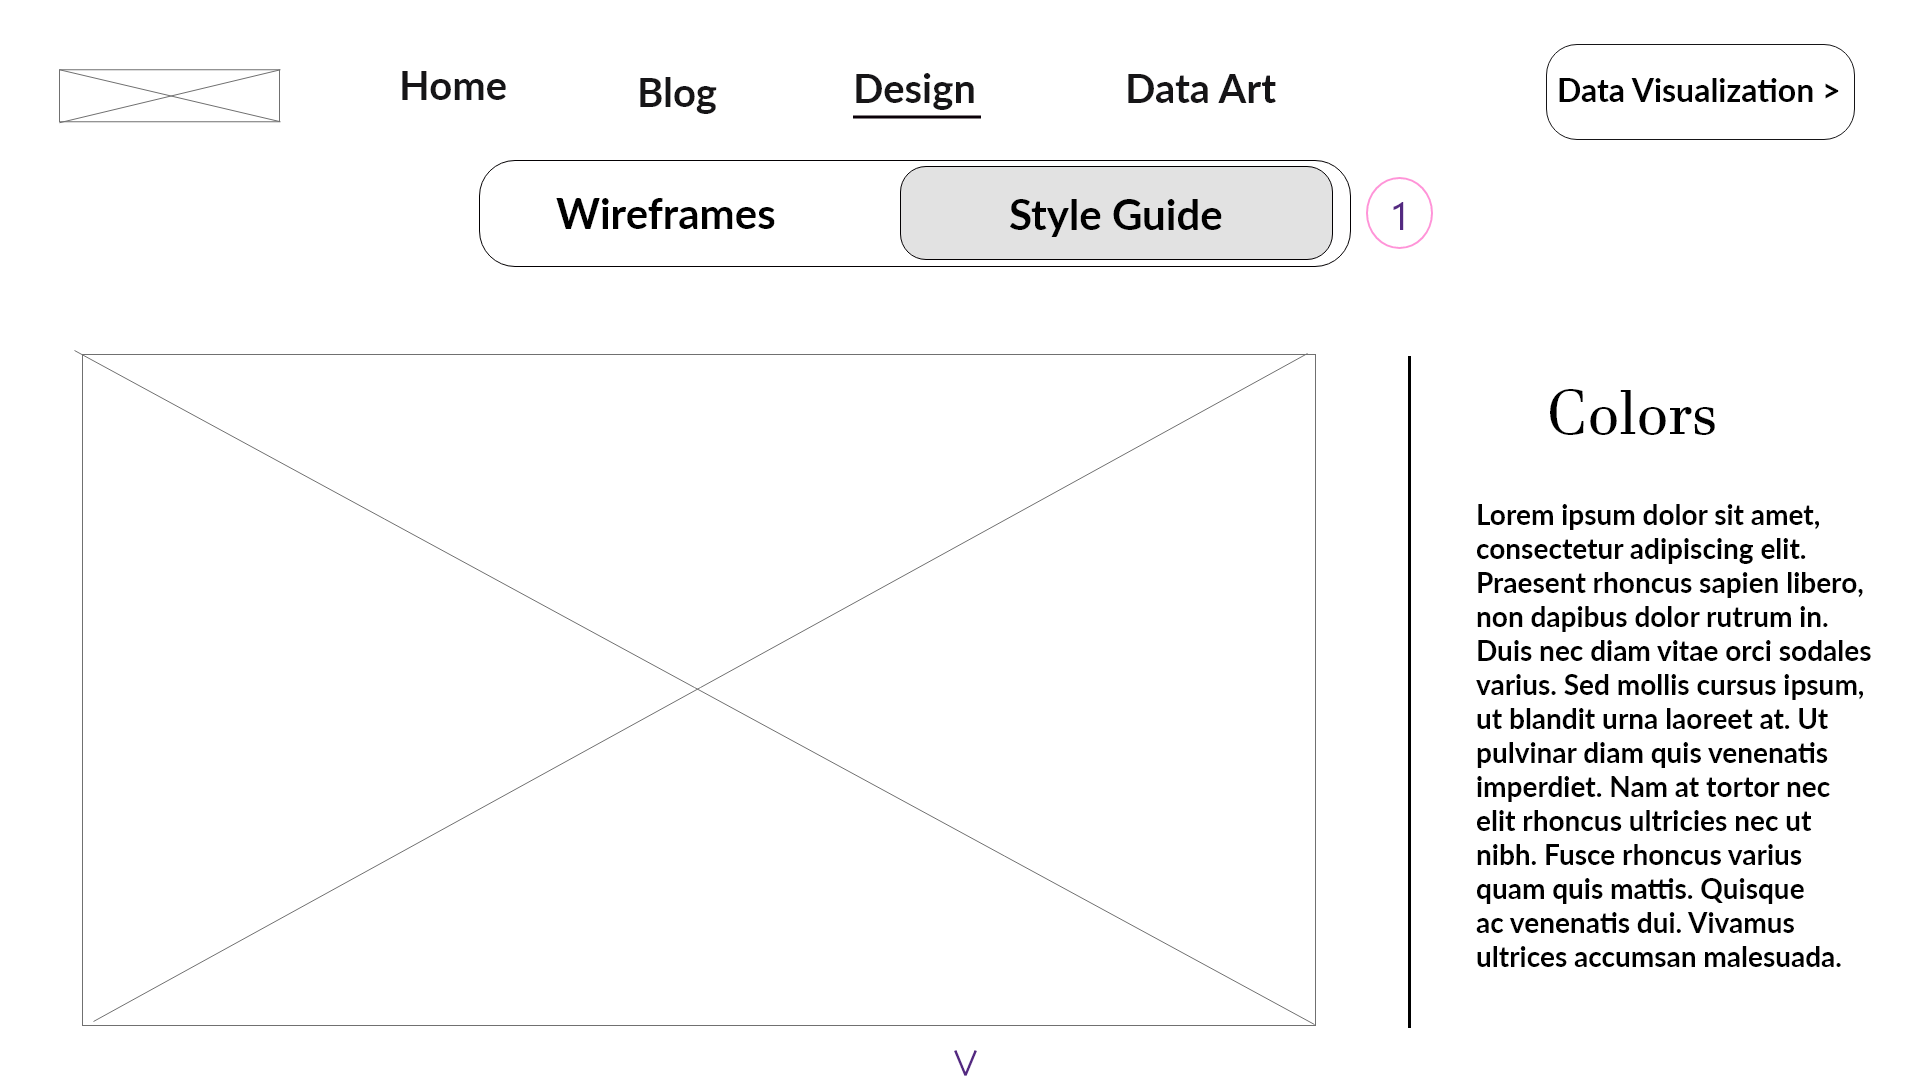 Home
Blog
Design
Data Art
Data Visualization >
Wireframes
Style Guide
1
Colors
Lorem ipsum dolor sit amet,
consectetur adipiscing elit.
Praesent rhoncus sapien libero,
non dapibus dolor rutrum in.
Duis nec diam vitae orci sodales
varius. Sed mollis cursus ipsum,
ut blandit urna laoreet at. Ut
pulvinar diam quis venenatis
imperdiet. Nam at tortor nec
elit rhoncus ultricies nec ut
nibh. Fusce rhoncus varius
quam quis mattis. Quisque
ac venenatis dui. Vivamus
ultrices accumsan malesuada.
V